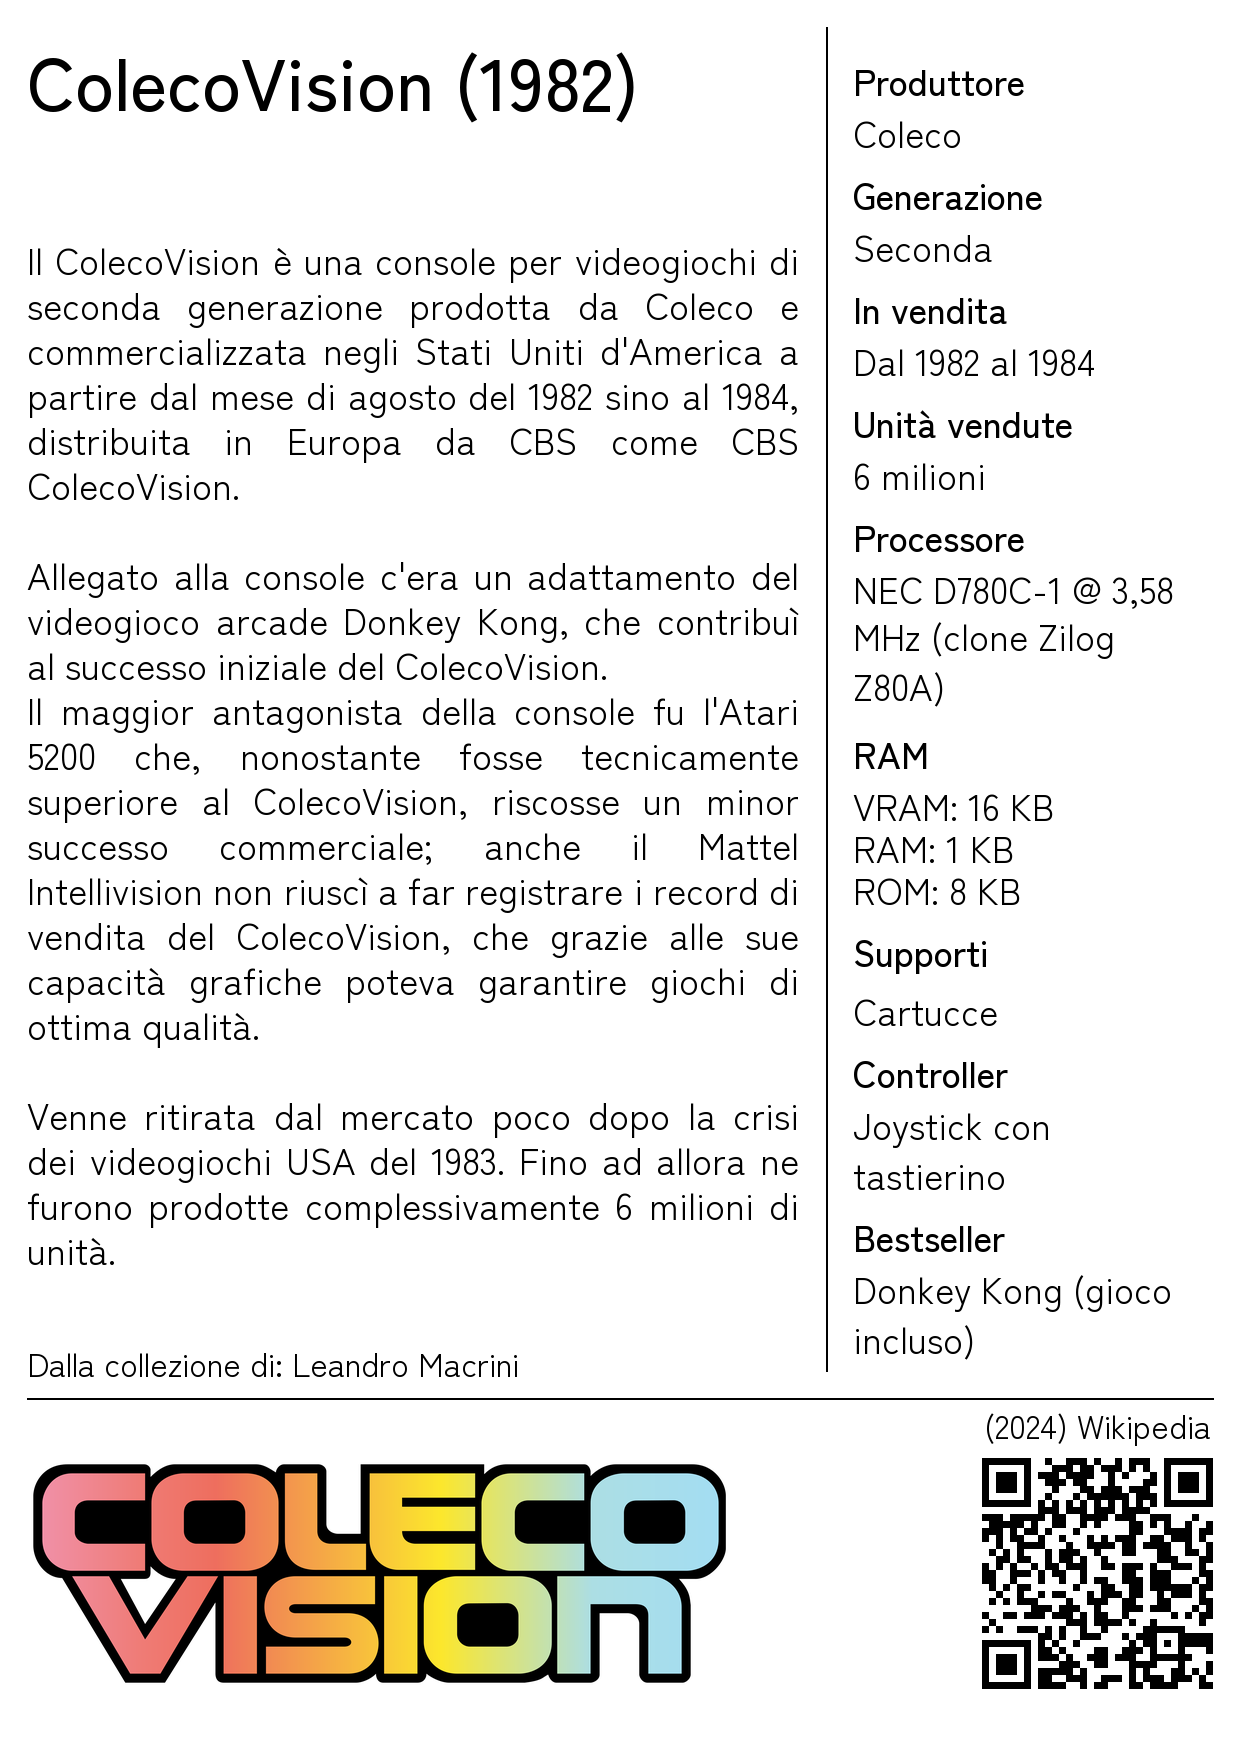 ColecoVision (1982)
Il ColecoVision è una console per videogiochi di
seconda generazione prodotta da Coleco e
commercializzata negli Stati Uniti d'America a
partire dal mese di agosto del 1982 sino al 1984,
distribuita in Europa da CBS come CBS
ColecoVision.
Allegato alla console c'era un adattamento del
videogioco arcade Donkey Kong, che contribuì
al successo iniziale del ColecoVision.
Il maggior antagonista della console fu l'Atari
5200 che, nonostante fosse tecnicamente
superiore al ColecoVision, riscosse un minor
successo commerciale; anche il Mattel
Intellivision non riuscì a far registrare i record di
vendita del ColecoVision, che grazie alle sue
capacità grafiche poteva garantire giochi di
ottima qualità.
Venne ritirata dal mercato poco dopo la crisi
dei videogiochi USA del 1983. Fino ad allora ne
furono prodotte complessivamente 6 milioni di
unità.
Dalla collezione di: Leandro Macrini
Produttore
Coleco
Generazione
Seconda
In vendita
Dal 1982 al 1984
Unità vendute
6 milioni
Processore
NEC D780C-1 @ 3,58
MHz (clone Zilog
Z80A)
RAM
VRAM: 16 KB
RAM: 1 KB
ROM: 8 KB
Supporti
Cartucce
Controller
Joystick con
tastierino
Bestseller
Donkey Kong (gioco
incluso)
(2024) Wikipedia
COLECO
VISION